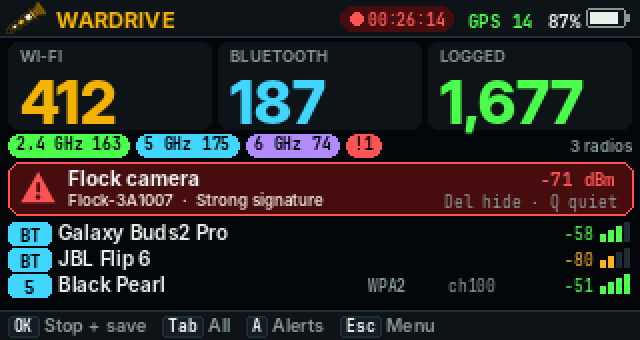 WARDRIVE 00:26:14 GPS 14 87%
WI-FI BLUETOOTH LOGGED
412 187 1,677
2.4 GHz 163 5 GHz 175 6 GHz 74 !1 3 radios
Flock camera -71 dBm
Flock-3A1007 · Strong signature Del hide · Q quiet
BT Galaxy Buds2 Pro -58
BT JBL Flip 6 -80
5 Black Pearl WPA2 ch100 -51
OK Stop + save Tab All A Alerts Esc Menu